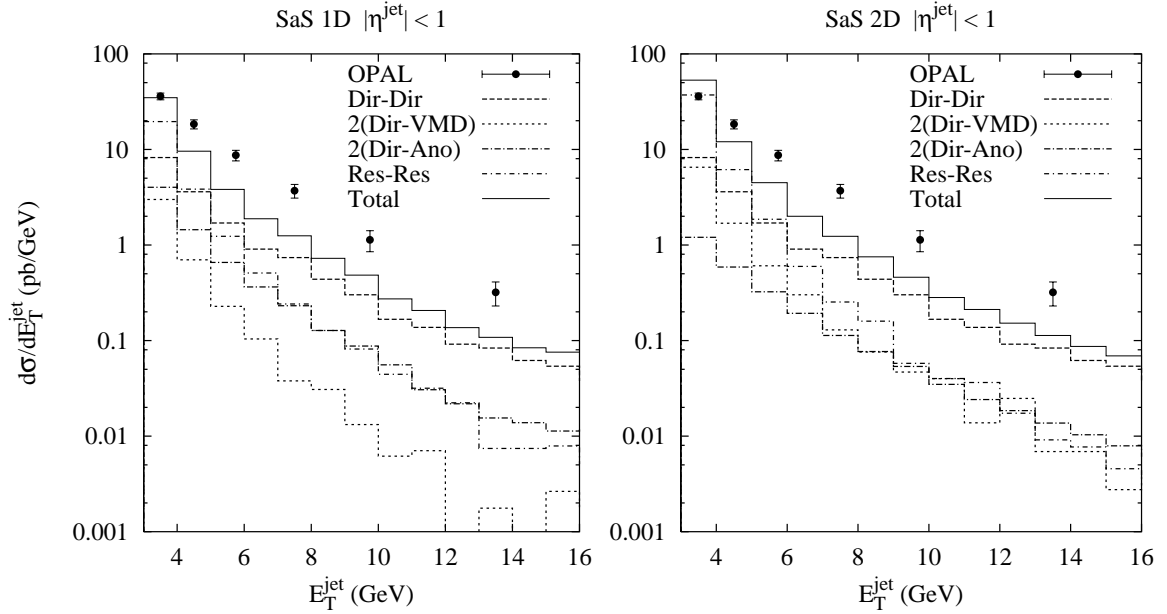 SaS 1D |η^jet| < 1
100
10
1
0.1
0.01
0.001
dσ/dE_T^jet (pb/GeV)
OPAL
Dir-Dir
2(Dir-VMD)
2(Dir-Ano)
Res-Res
Total
4 6 8 10 12 14 16
E_T^jet (GeV)
SaS 2D |η^jet| < 1
100
10
1
0.1
0.01
0.001
OPAL
Dir-Dir
2(Dir-VMD)
2(Dir-Ano)
Res-Res
Total
4 6 8 10 12 14 16
E_T^jet (GeV)